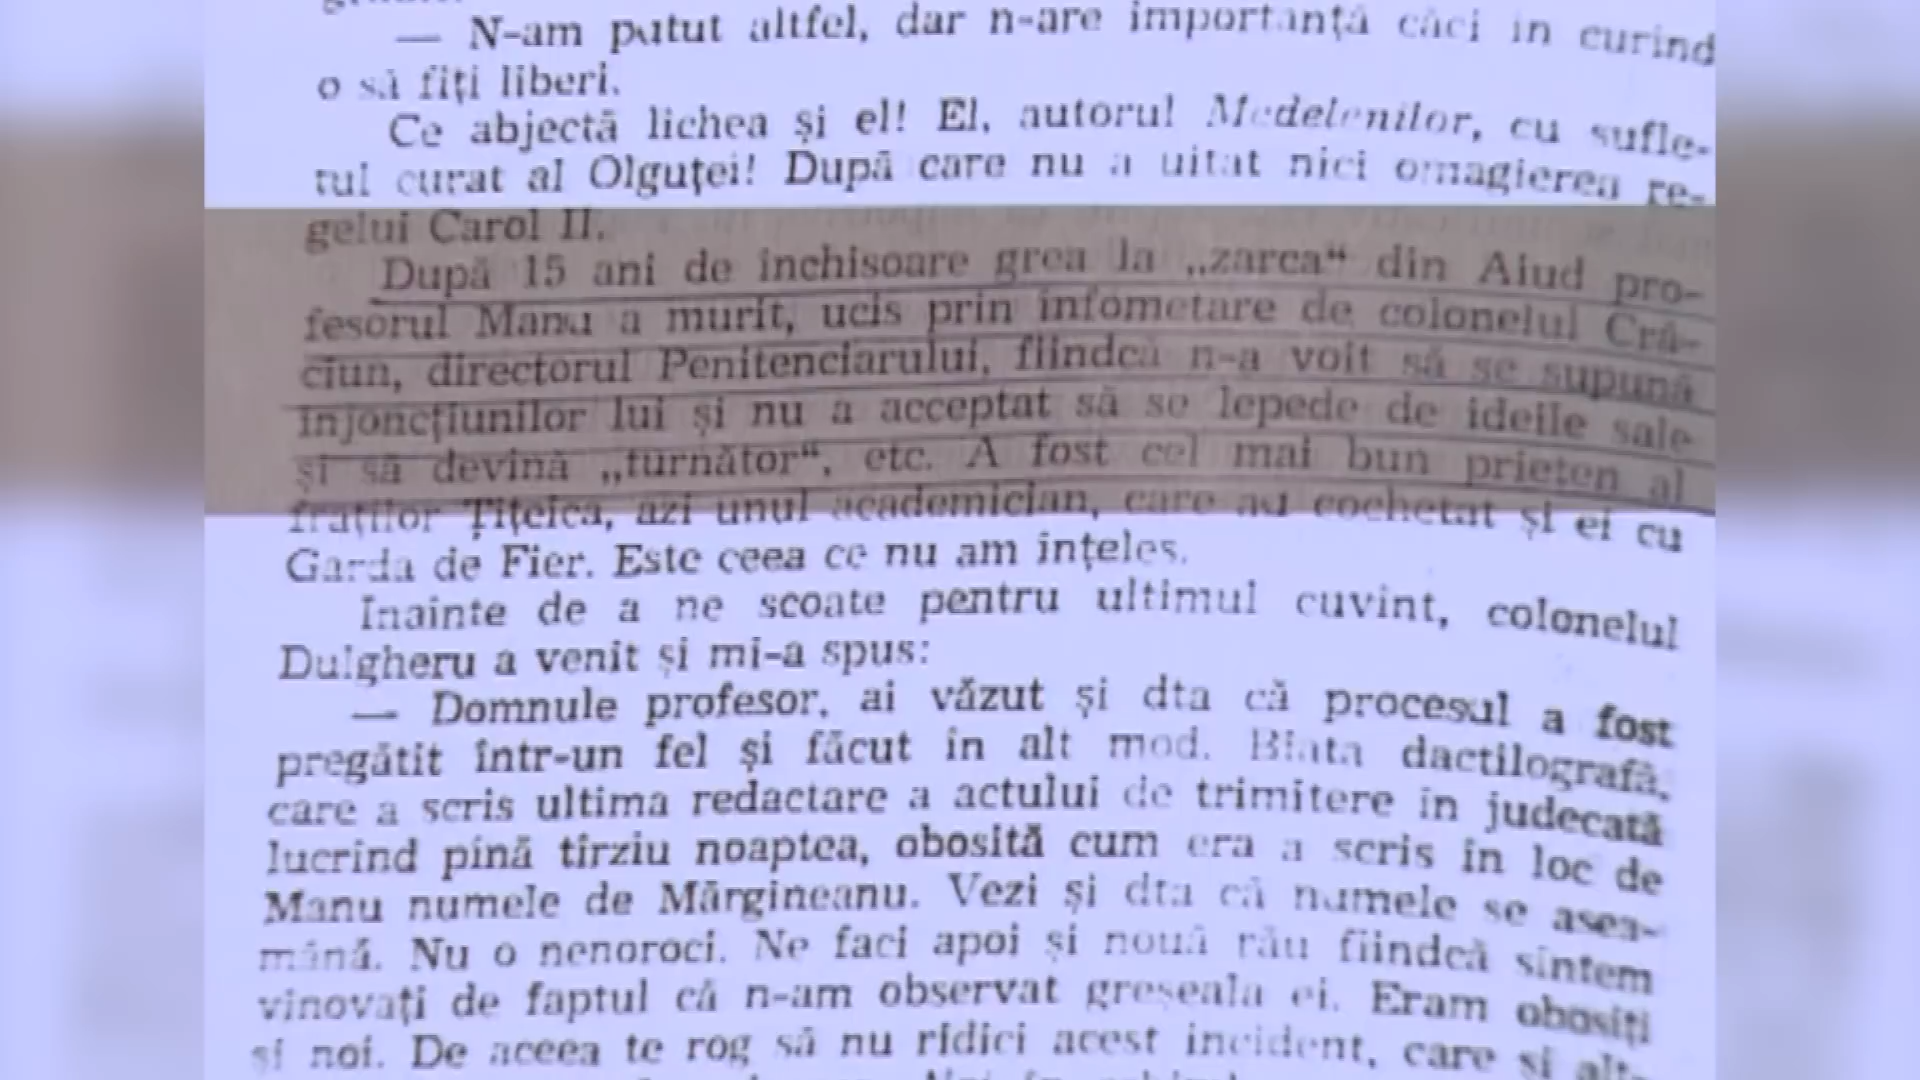 — N-am putut altfel, dar n-are importanță căci în curînd
o să fiți liberi.
Ce abjectă lichea și el! El, autorul Medelenilor, cu sufle-
tul curat al Olguței! După care nu a uitat nici omagierea re-
gelui Carol II.
După 15 ani de închisoare grea la „zarca“ din Aiud pro-
fesorul Manu a murit, ucis prin infometare de colonelul Cră-
ciun, directorul Penitenciarului, fiindcă n-a voit să se supună
injoncțiunilor lui și nu a acceptat să se lepede de ideile sale
și să devină „turnător“, etc. A fost cel mai bun prieten al
fraților Țițeica, azi unul academician, care au cochetat și ei cu
Garda de Fier. Este ceea ce nu am înțeles.
Înainte de a ne scoate pentru ultimul cuvînt, colonelul
Dulgheru a venit și mi-a spus:
— Domnule profesor, ai văzut și dta că procesul a fost
pregătit într-un fel și făcut în alt mod. Biata dactilografă,
care a scris ultima redactare a actului de trimitere în judecată
lucrînd pînă tîrziu noaptea, obosită cum era a scris în loc de
Manu numele de Mărgineanu. Vezi și dta că numele se asea-
mănă. Nu o nenoroci. Ne faci apoi și nouă rău fiindcă sîntem
vinovați de faptul că n-am observat greșeala ei. Eram obosiți
și noi. De aceea te rog să nu ridici acest incident, care și